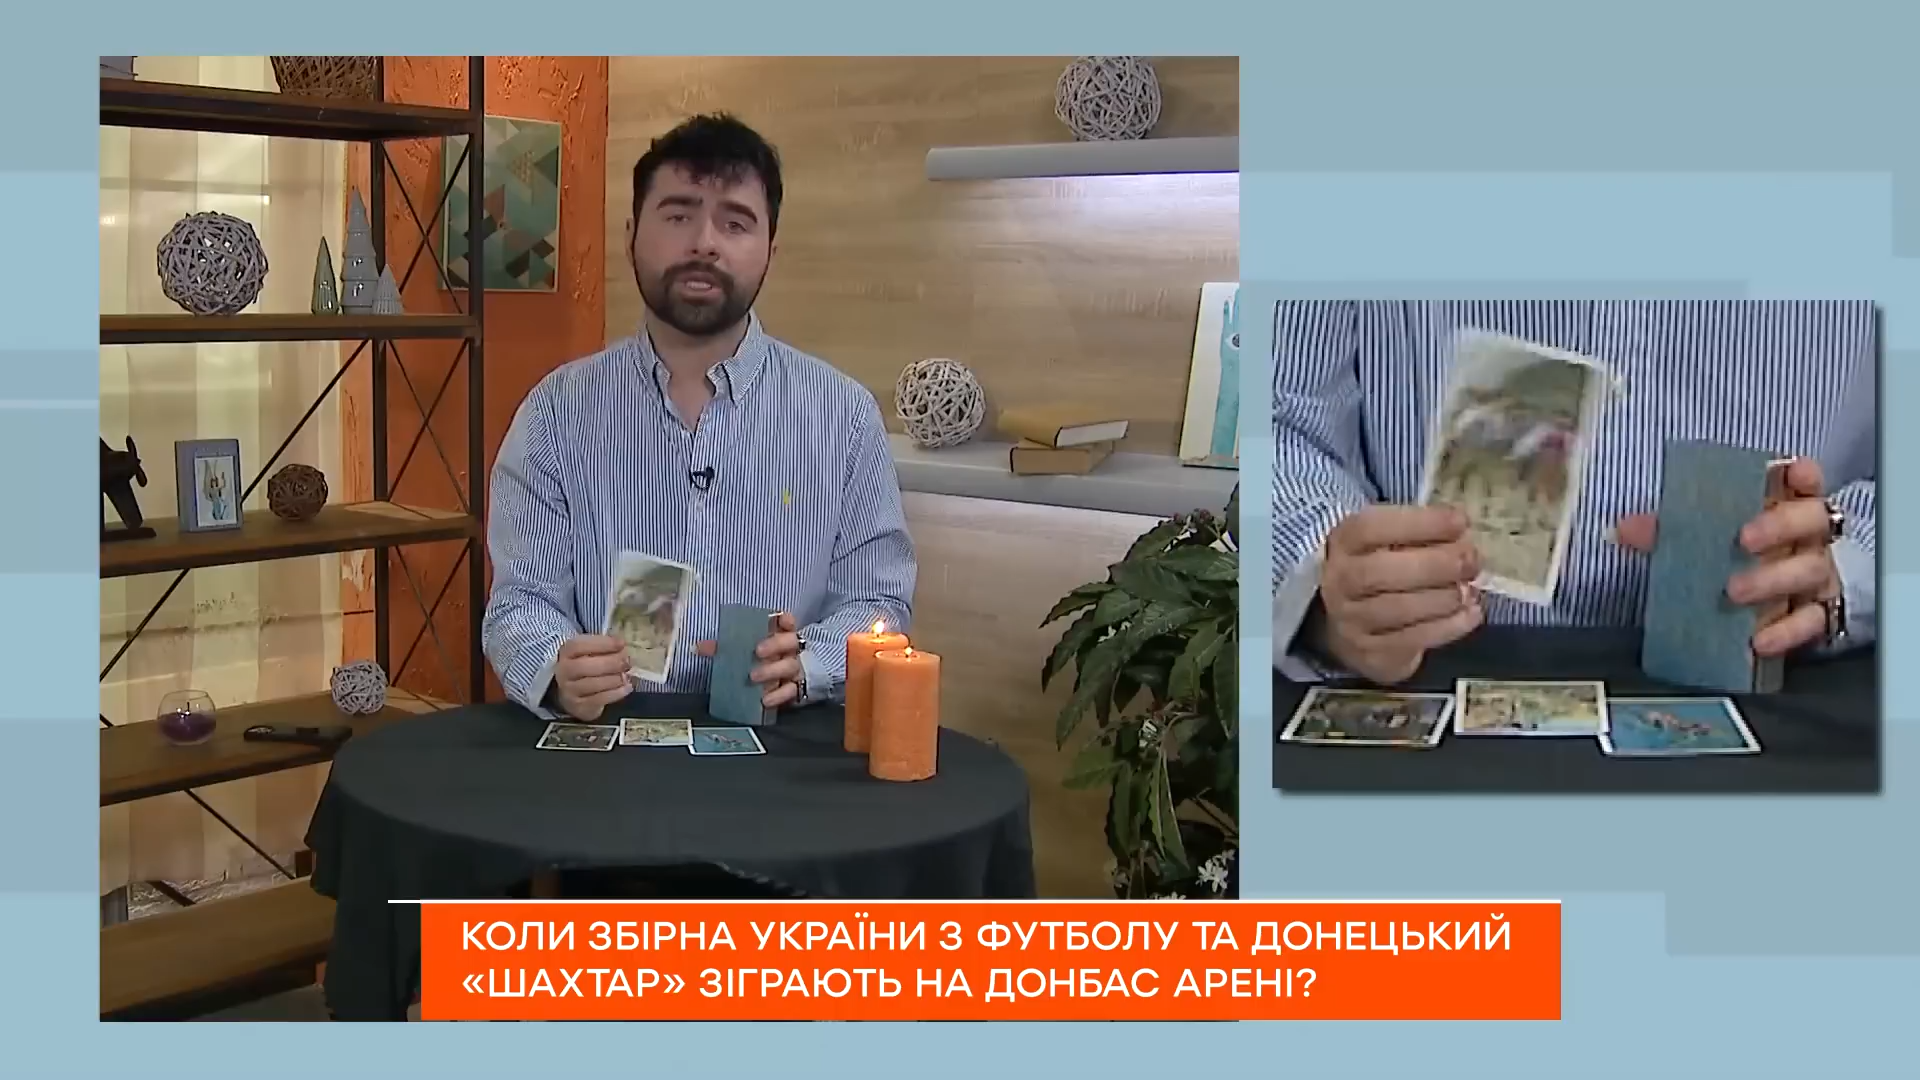 КОЛИ ЗБІРНА УКРАЇНИ З ФУТБОЛУ ТА ДОНЕЦЬКИЙ
«ШАХТАР» ЗІГРАЮТЬ НА ДОНБАС АРЕНІ?